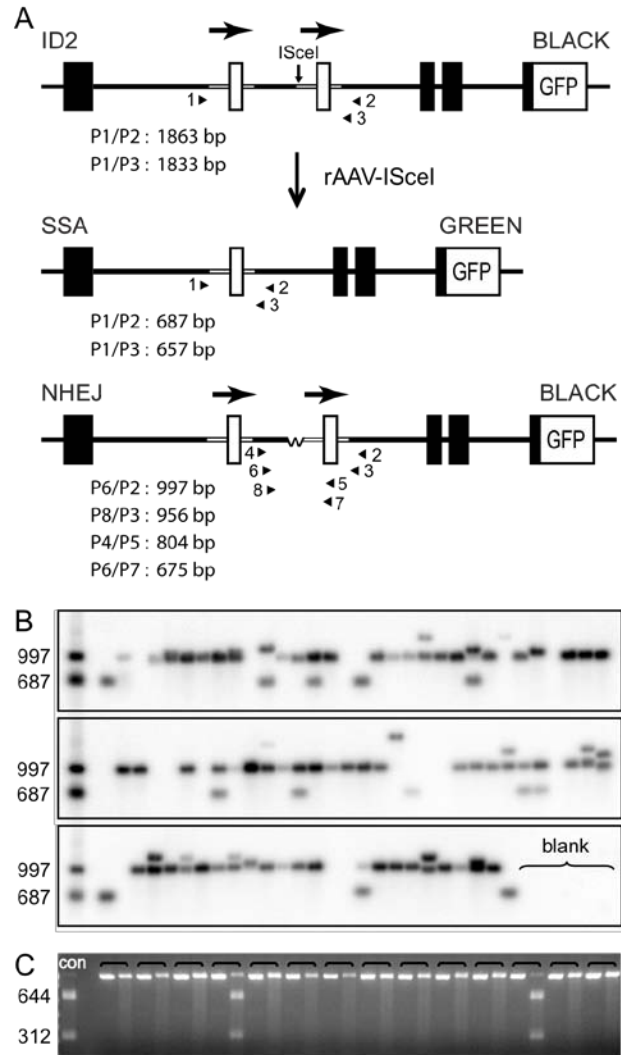 A
ID2
BLACK
ISceI
GFP
1
2
3
P1/P2 : 1863 bp
P1/P3 : 1833 bp
rAAV-ISceI
SSA
GREEN
GFP
1
2
3
P1/P2 : 687 bp
P1/P3 : 657 bp
NHEJ
BLACK
GFP
4
2
6
3
8
5
7
P6/P2 : 997 bp
P8/P3 : 956 bp
P4/P5 : 804 bp
P6/P7 : 675 bp
B
997
687
997
687
blank
997
687
C
con
644
312